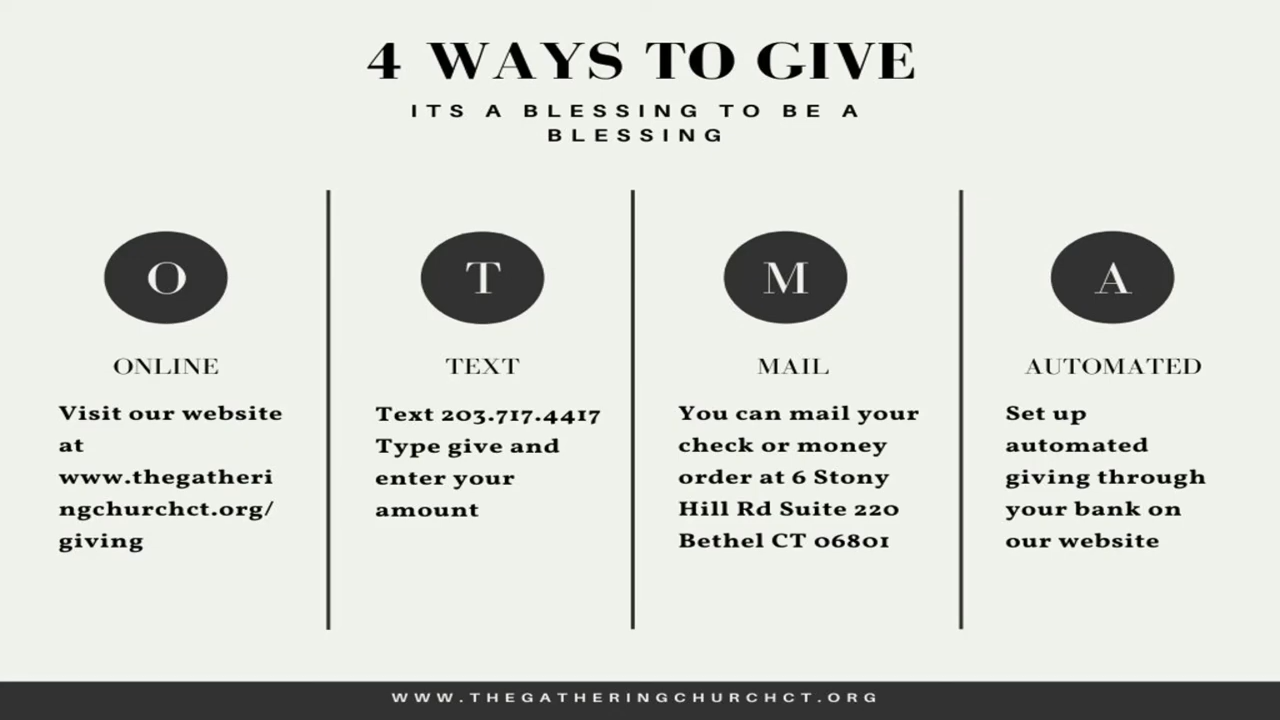 4 WAYS TO GIVE
ITS A BLESSING TO BE A
BLESSING
O
ONLINE
Visit our website
at
www.thegatheri
ngchurchct.org/
giving
T
TEXT
Text 203.717.4417
Type give and
enter your
amount
M
MAIL
You can mail your
check or money
order at 6 Stony
Hill Rd Suite 220
Bethel CT 06801
A
AUTOMATED
Set up
automated
giving through
your bank on
our website
WWW.THEGATHERINGCHURCHCT.ORG